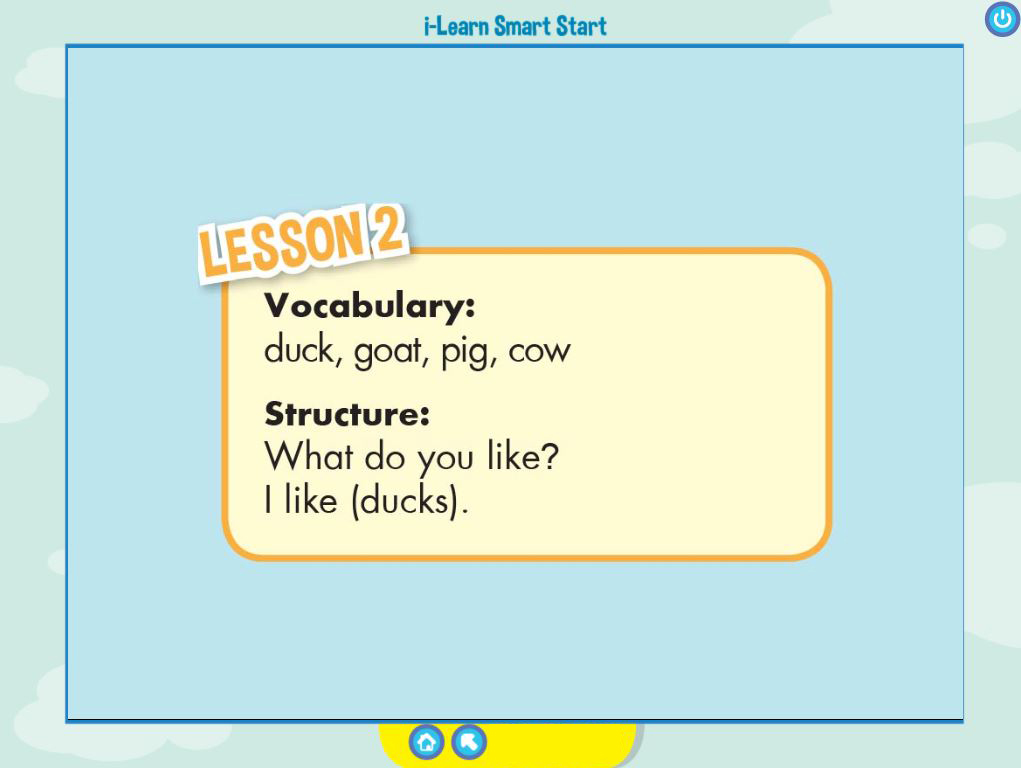 i-Learn Smart Start
LESSON 2
Vocabulary:
duck, goat, pig, cow
Structure:
What do you like?
I like (ducks).